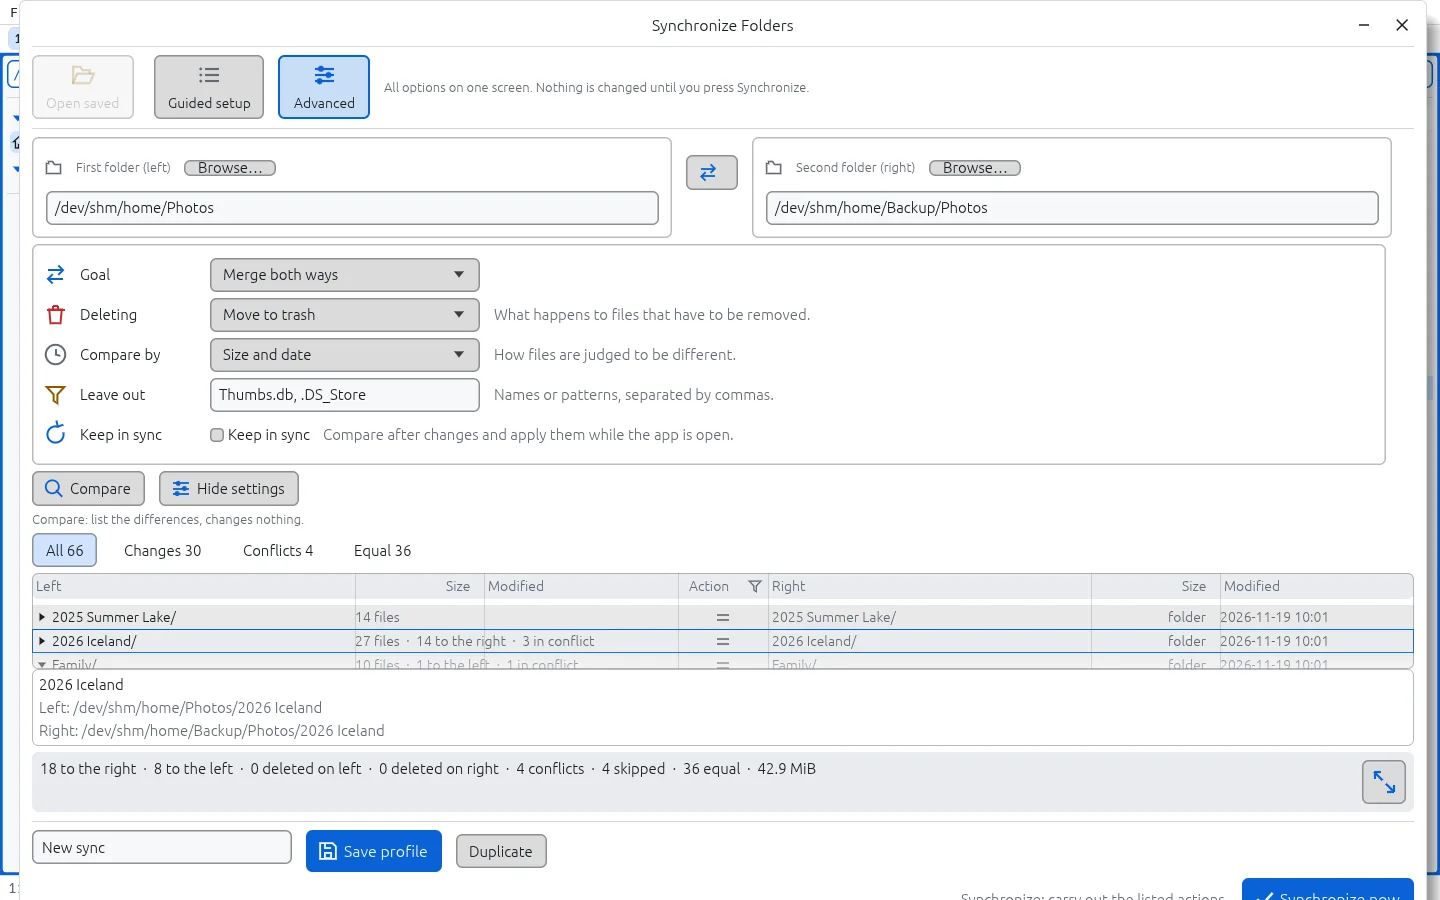 Synchronize Folders
Open saved
Guided setup
Advanced
All options on one screen. Nothing is changed until you press Synchronize.
First folder (left) Browse...
/dev/shm/home/Photos
Second folder (right) Browse...
/dev/shm/home/Backup/Photos
Goal Merge both ways
Deleting Move to trash What happens to files that have to be removed.
Compare by Size and date How files are judged to be different.
Leave out Thumbs.db, .DS_Store Names or patterns, separated by commas.
Keep in sync Keep in sync Compare after changes and apply them while the app is open.
Compare Hide settings
Compare: list the differences, changes nothing.
All 66 Changes 30 Conflicts 4 Equal 36
Left Size Modified Action Right Size Modified
2025 Summer Lake/ 14 files = 2025 Summer Lake/ folder 2026-11-19 10:01
2026 Iceland/ 27 files · 14 to the right · 3 in conflict = 2026 Iceland/ folder 2026-11-19 10:01
Family/ 10 files · 1 to the left · 1 in conflict = Family/ folder 2026-11-19 10:01
2026 Iceland
Left: /dev/shm/home/Photos/2026 Iceland
Right: /dev/shm/home/Backup/Photos/2026 Iceland
18 to the right · 8 to the left · 0 deleted on left · 0 deleted on right · 4 conflicts · 4 skipped · 36 equal · 42.9 MiB
New sync Save profile Duplicate
Synchronize: carry out the listed actions Synchronize now